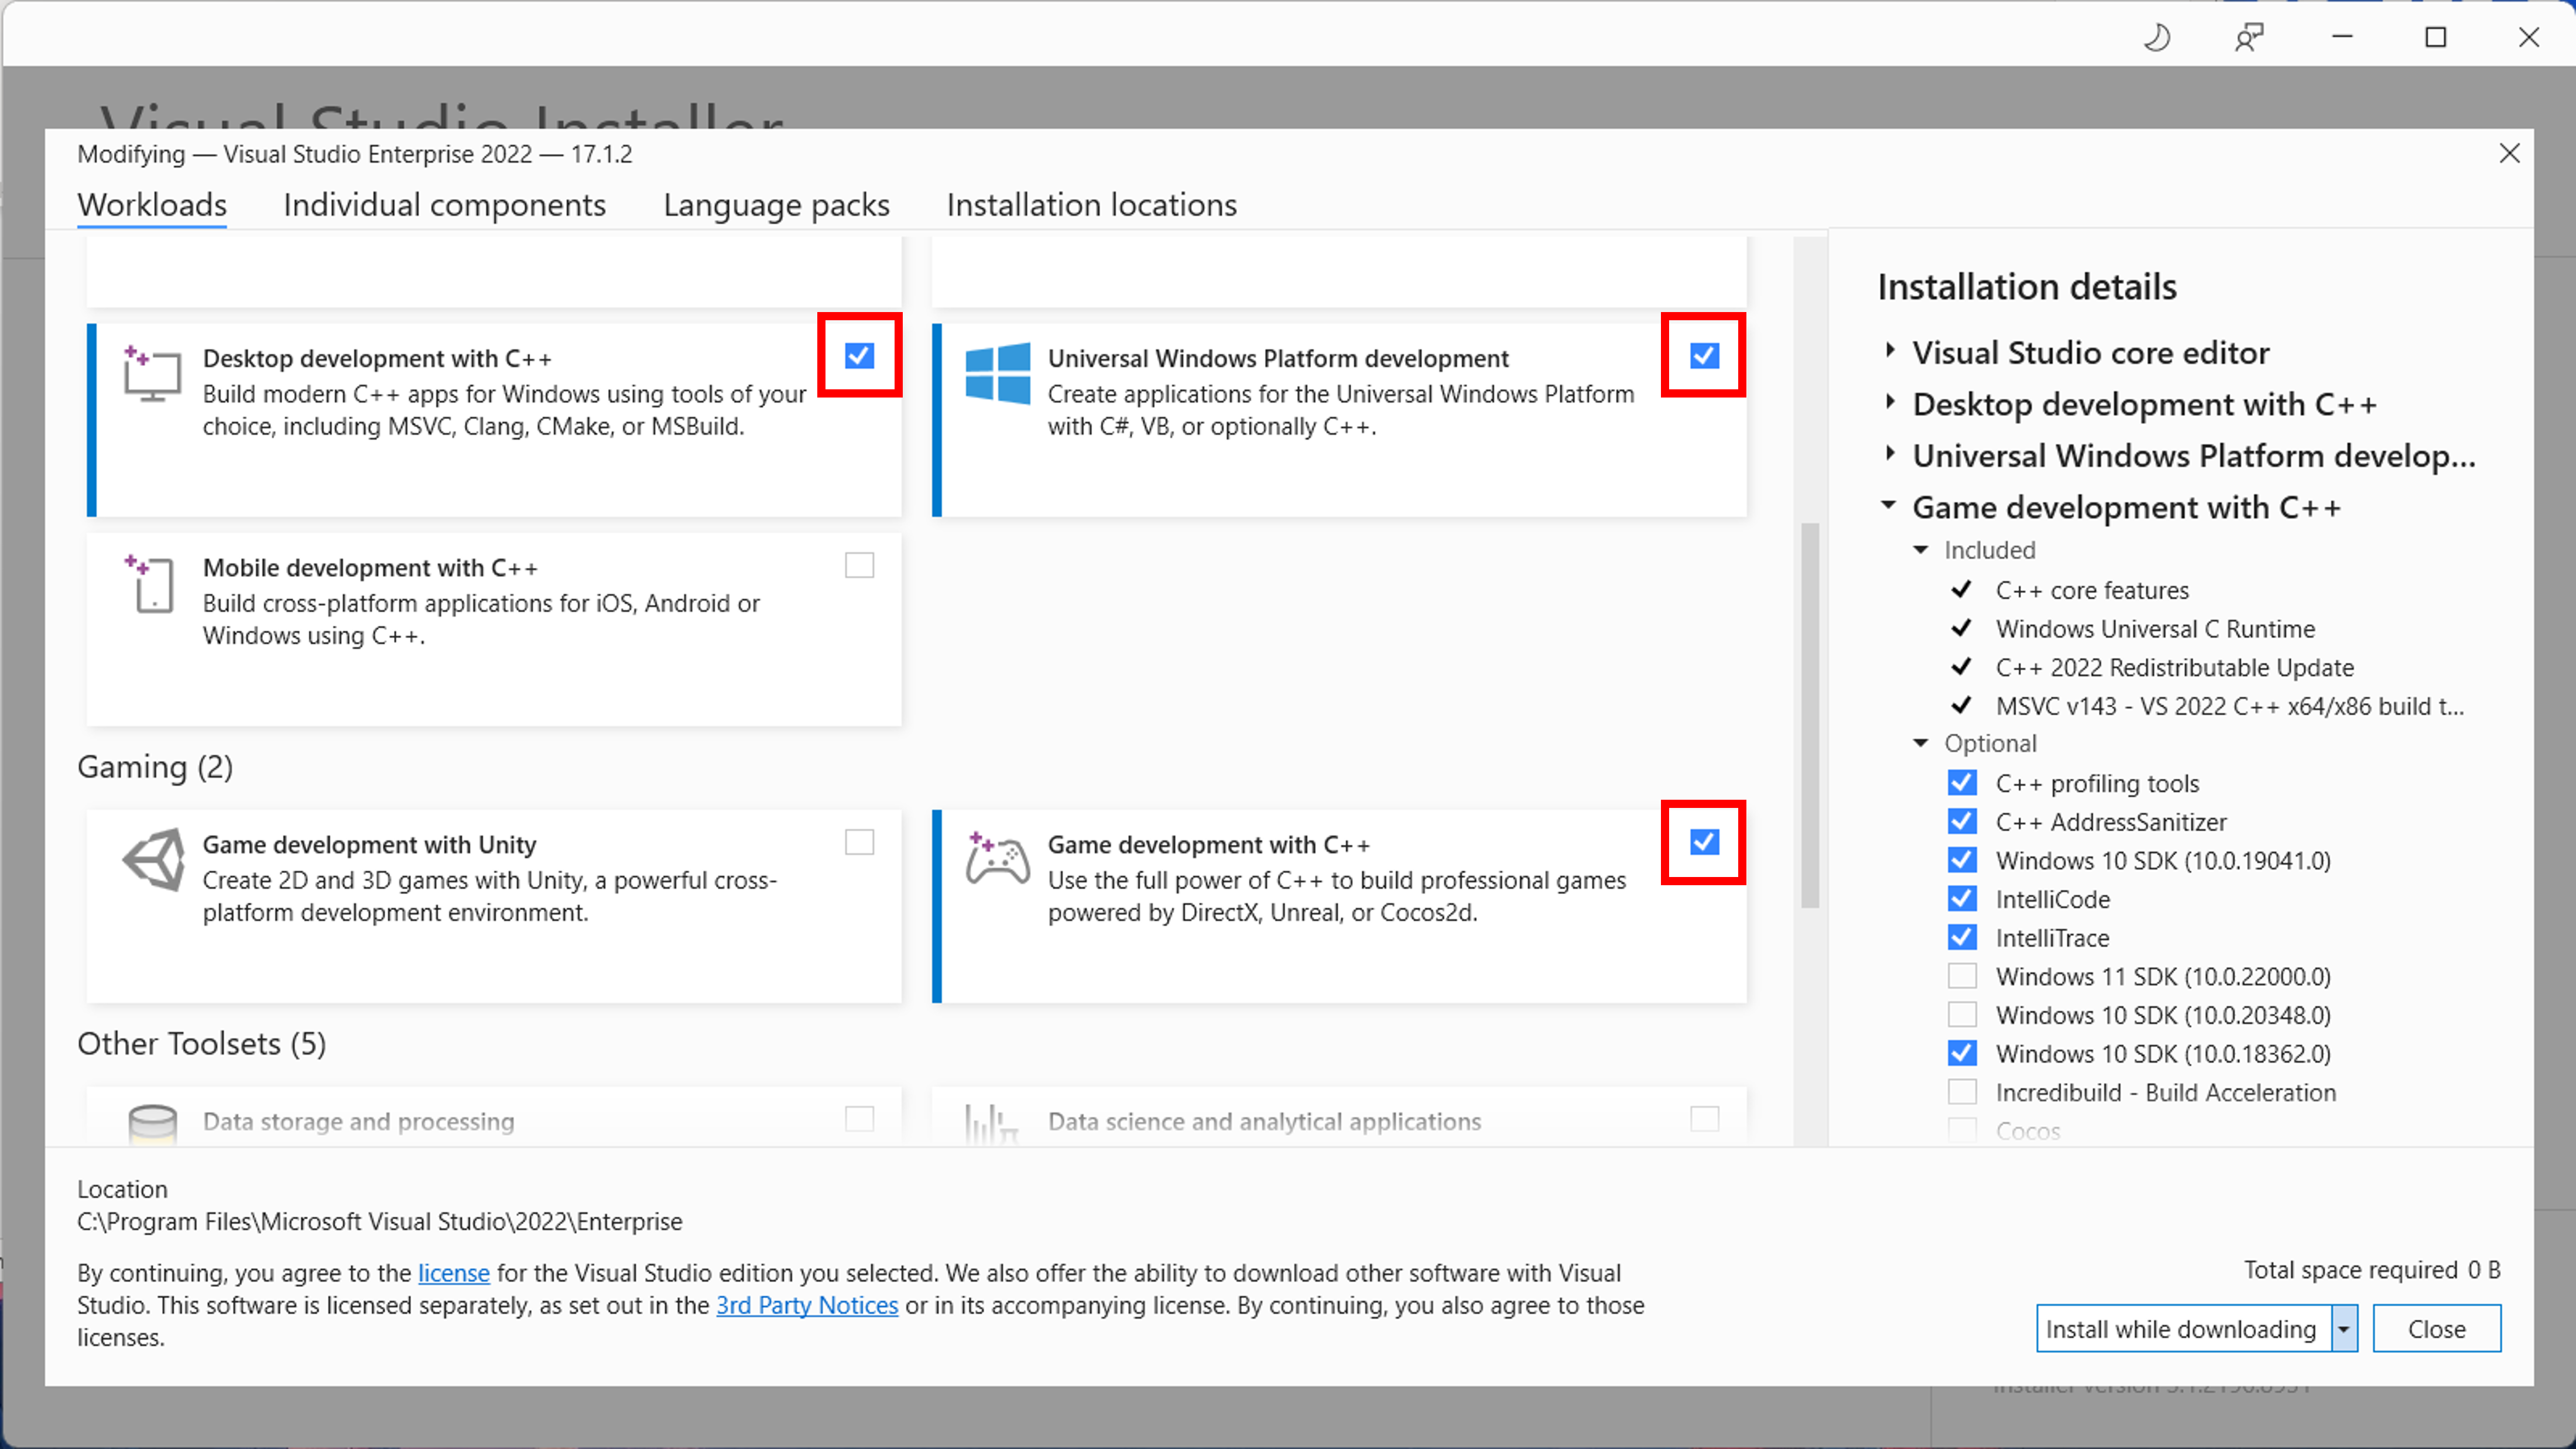 Visual Studio Installer
Modifying — Visual Studio Enterprise 2022 — 17.1.2
Workloads
Individual components
Language packs
Installation locations
Desktop development with C++
Build modern C++ apps for Windows using tools of your
choice, including MSVC, Clang, CMake, or MSBuild.
Universal Windows Platform development
Create applications for the Universal Windows Platform
with C#, VB, or optionally C++.
Mobile development with C++
Build cross-platform applications for iOS, Android or
Windows using C++.
Gaming (2)
Game development with Unity
Create 2D and 3D games with Unity, a powerful cross-
platform development environment.
Game development with C++
Use the full power of C++ to build professional games
powered by DirectX, Unreal, or Cocos2d.
Other Toolsets (5)
Data storage and processing
Data science and analytical applications
Installation details
Visual Studio core editor
Desktop development with C++
Universal Windows Platform develop...
Game development with C++
Included
C++ core features
Windows Universal C Runtime
C++ 2022 Redistributable Update
MSVC v143 - VS 2022 C++ x64/x86 build t...
Optional
C++ profiling tools
C++ AddressSanitizer
Windows 10 SDK (10.0.19041.0)
IntelliCode
IntelliTrace
Windows 11 SDK (10.0.22000.0)
Windows 10 SDK (10.0.20348.0)
Windows 10 SDK (10.0.18362.0)
Incredibuild - Build Acceleration
Cocos
Location
C:\Program Files\Microsoft Visual Studio\2022\Enterprise
By continuing, you agree to the license for the Visual Studio edition you selected. We also offer the ability to download other software with Visual
Studio. This software is licensed separately, as set out in the 3rd Party Notices or in its accompanying license. By continuing, you also agree to those
licenses.
Total space required 0 B
Install while downloading
Close